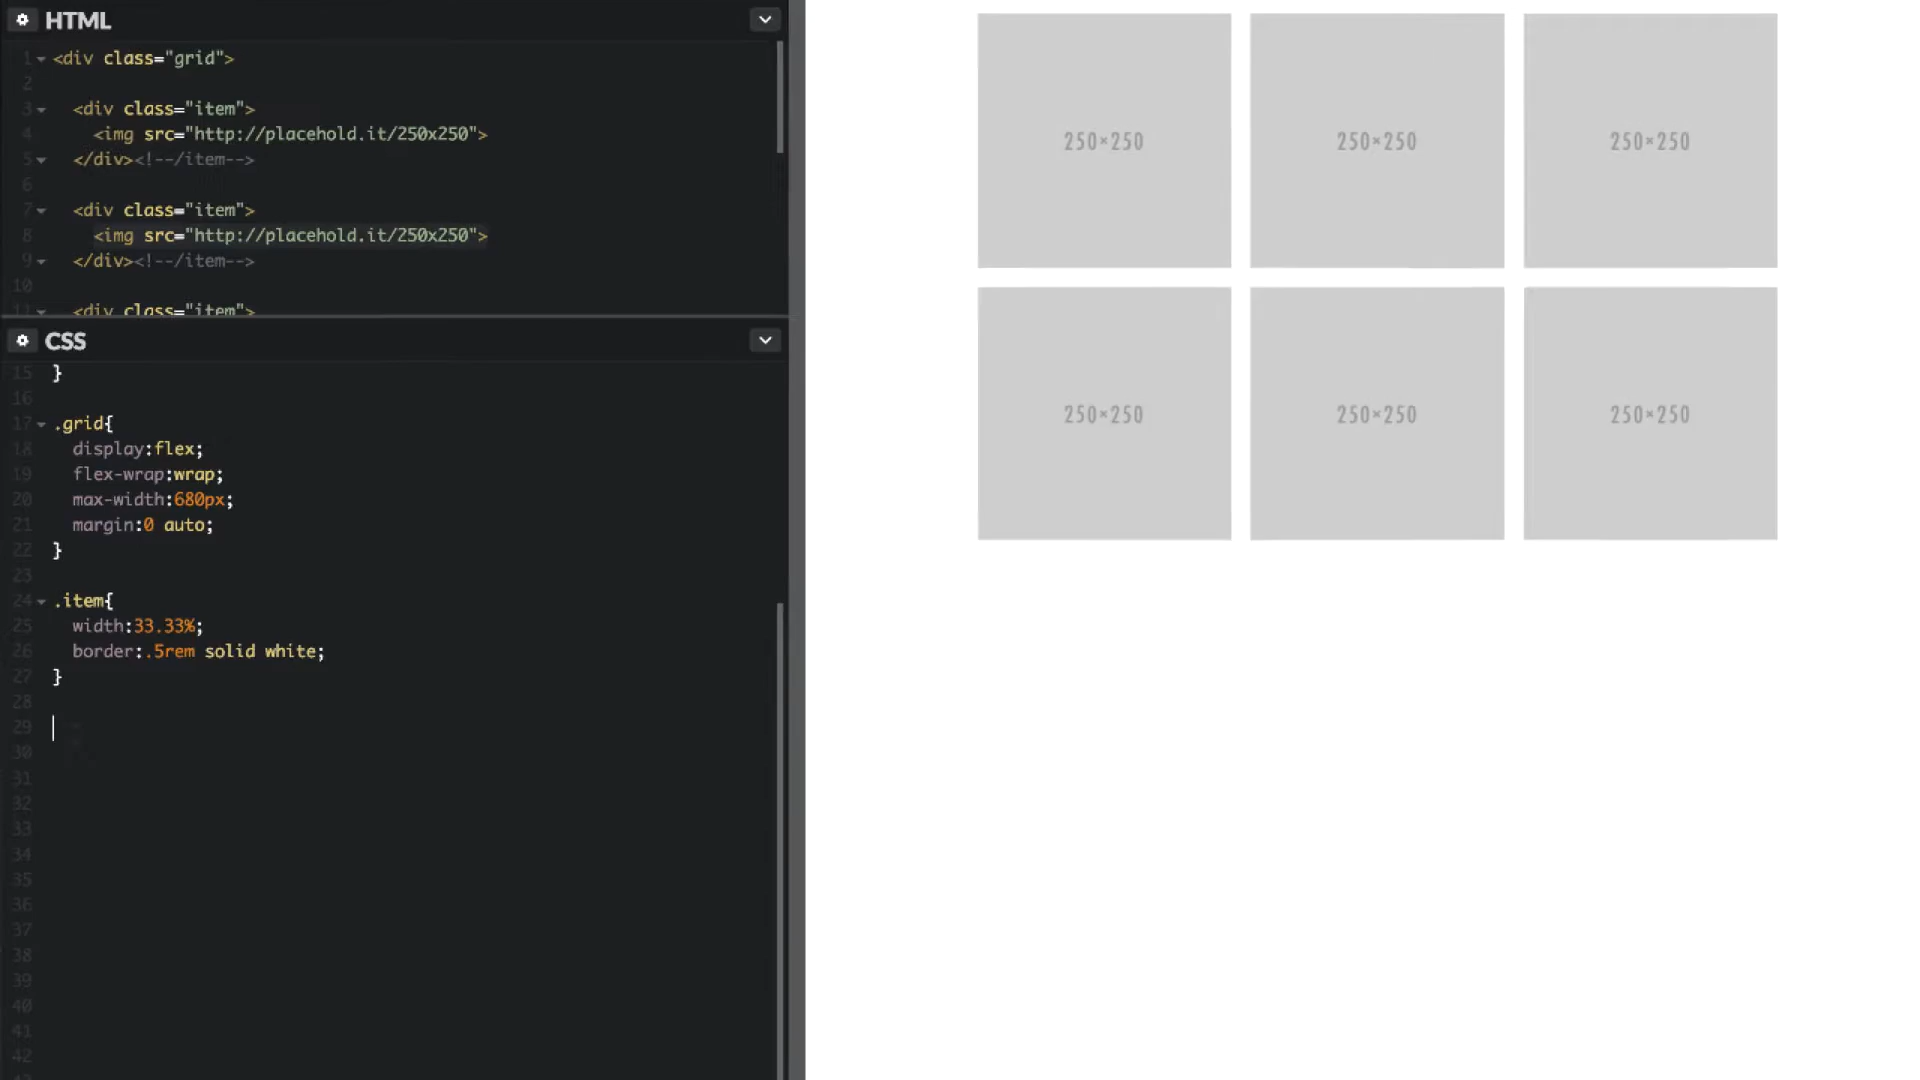 HTML
1 <div class="grid">
2
3 <div class="item">
4 <img src="http://placehold.it/250x250">
5 </div><!--/item-->
6
7 <div class="item">
8 <img src="http://placehold.it/250x250">
9 </div><!--/item-->
10
11 <div class="item">
CSS
15 }
16
17 .grid{
18 display:flex;
19 flex-wrap:wrap;
20 max-width:680px;
21 margin:0 auto;
22 }
23
24 .item{
25 width:33.33%;
26 border:.5rem solid white;
27 }
28
29
30
31
32
33
34
35
36
37
38
39
40
41
42
250×250 250×250 250×250
250×250 250×250 250×250